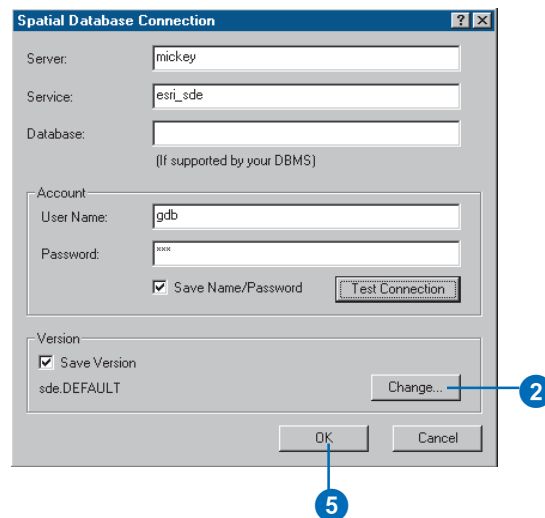 Spatial Database Connection
Server: mickey
Service: esri_sde
Database:
(If supported by your DBMS)
Account
User Name: gdb
Password: ***
Save Name/Password Test Connection
Version
Save Version
sde.DEFAULT Change... 2
OK Cancel
5